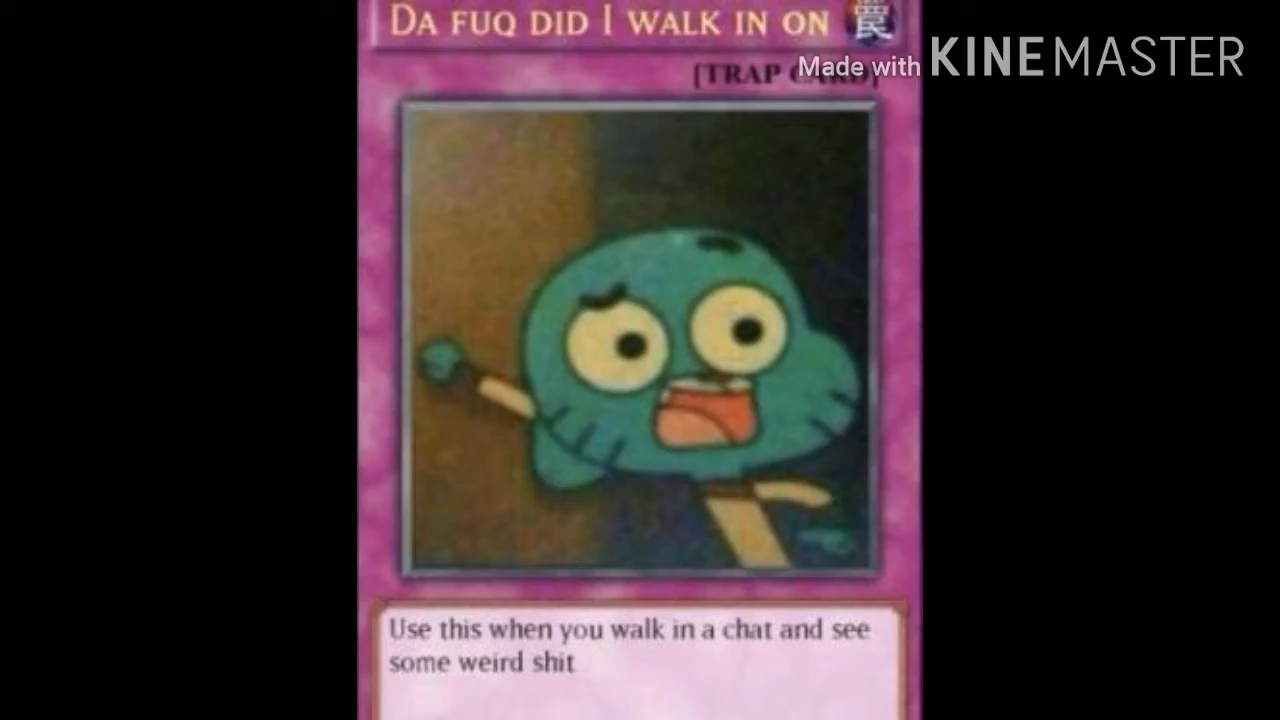 Da fuq did I walk in on 罠
Made with KINEMASTER
[Trap Card]
Use this when you walk in a chat and see
some weird shit